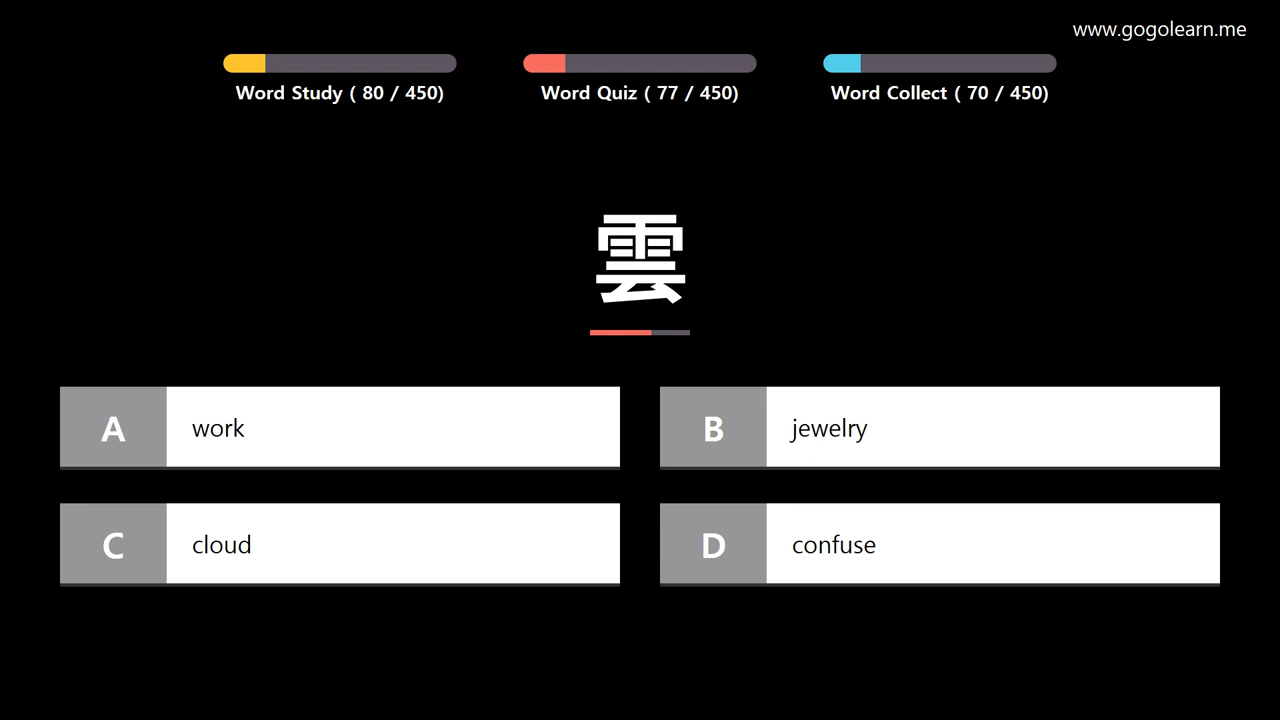 www.gogolearn.me
Word Study ( 80 / 450)
Word Quiz ( 77 / 450)
Word Collect ( 70 / 450)
雲
A work
B jewelry
C cloud
D confuse